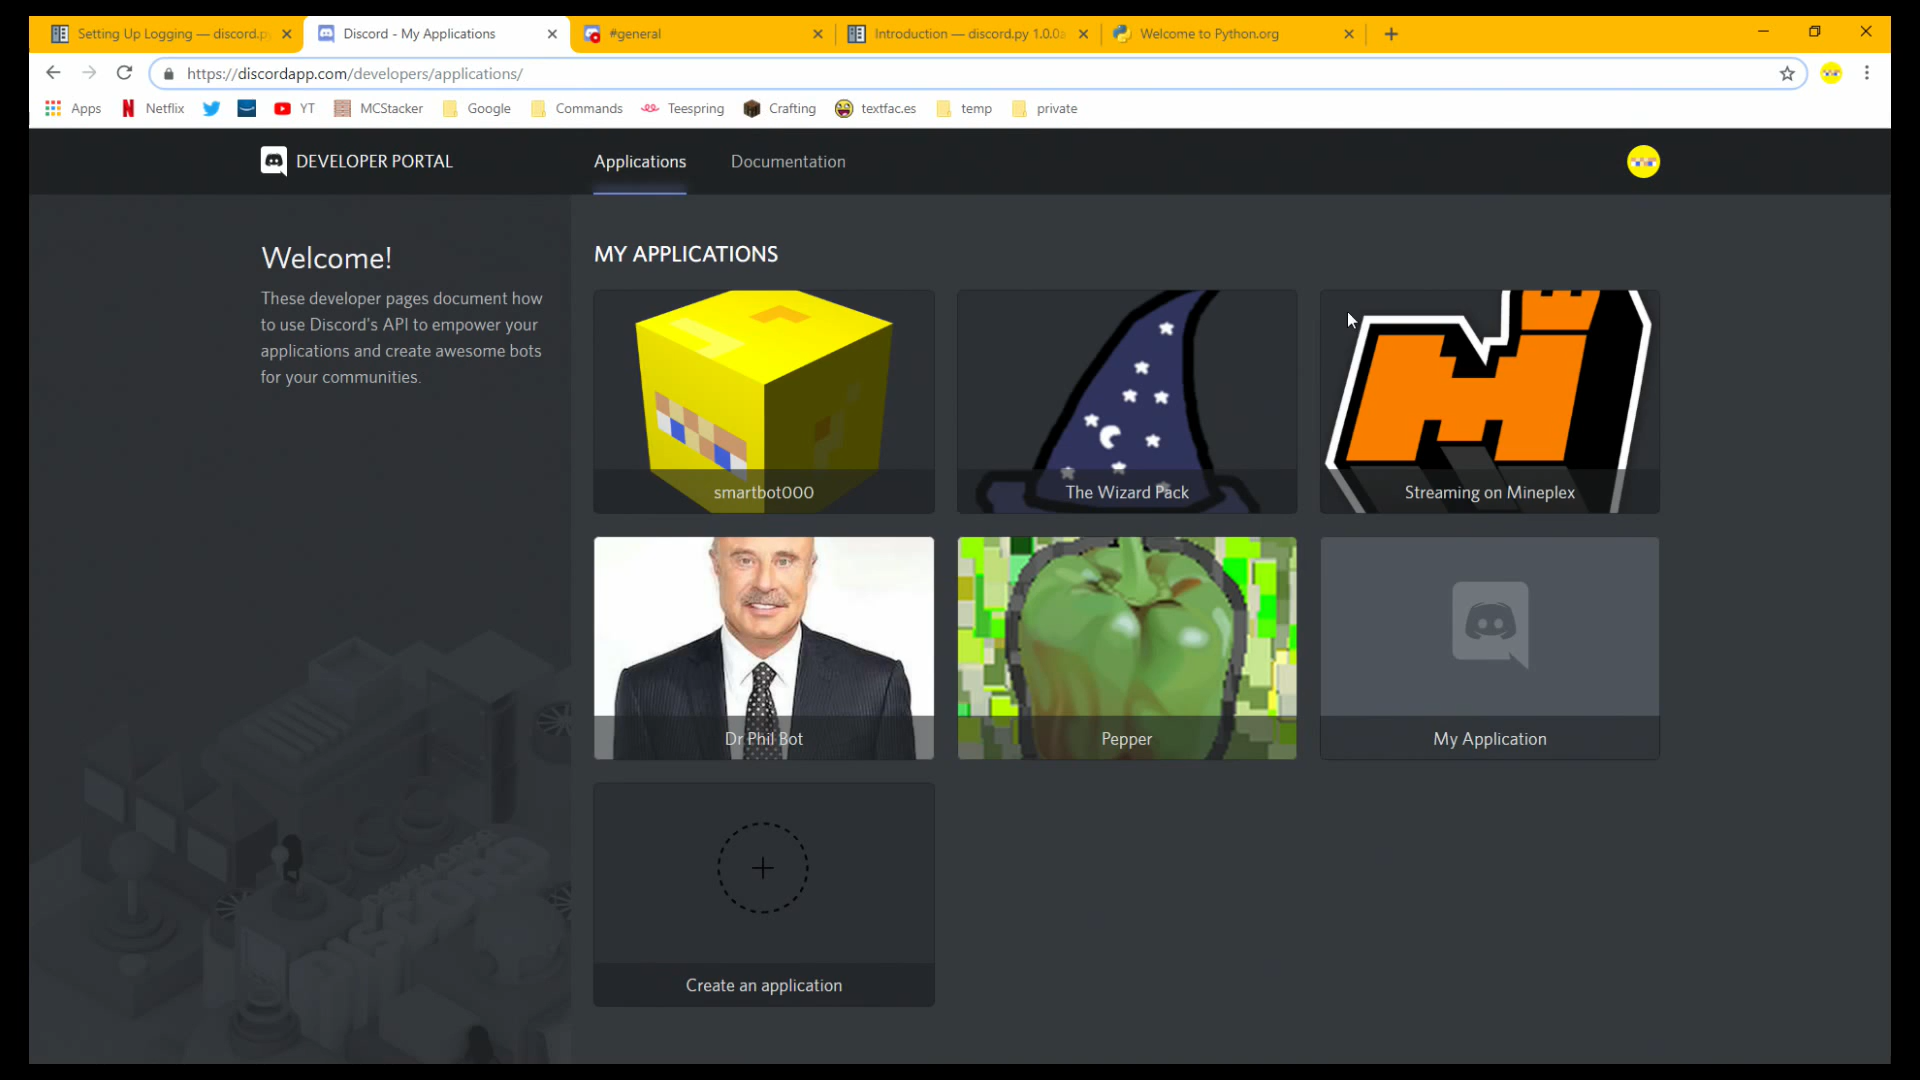 Setting Up Logging — discord.py
Discord - My Applications
#general
Introduction — discord.py 1.0.0a
Welcome to Python.org
https://discordapp.com/developers/applications/
Apps
Netflix
YT
MCStacker
Google
Commands
Teespring
Crafting
textfac.es
temp
private
DEVELOPER PORTAL
Applications
Documentation
Welcome!
These developer pages document how
to use Discord's API to empower your
applications and create awesome bots
for your communities.
MY APPLICATIONS
smartbot000
The Wizard Pack
Streaming on Mineplex
Dr Phil Bot
Pepper
My Application
Create an application